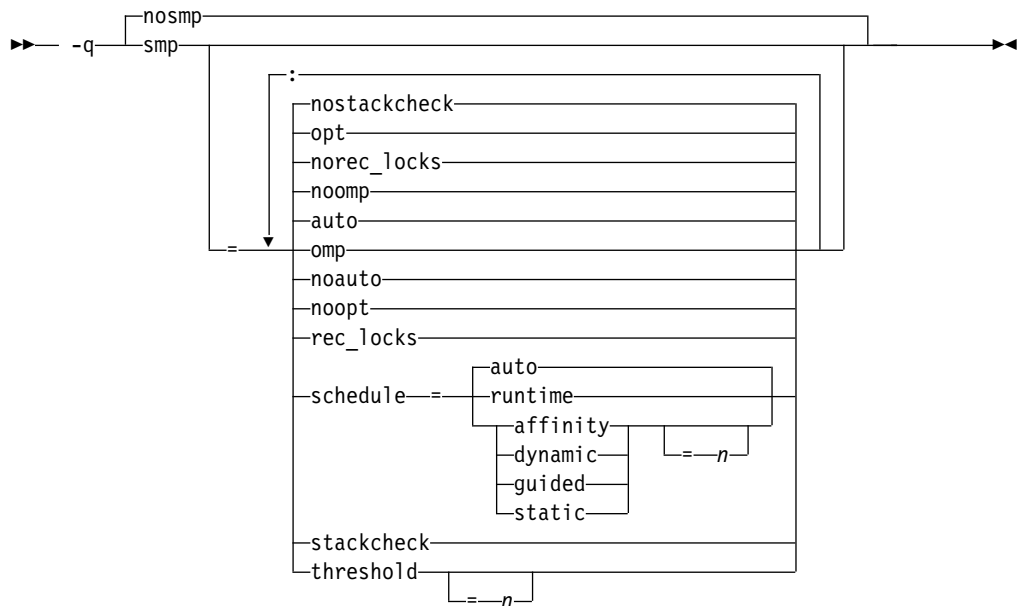 nosmp
-q smp
:
nostackcheck
opt
norec_locks
noomp
auto
= omp
noauto
noopt
rec_locks
auto
schedule = runtime
affinity
dynamic = n
guided
static
stackcheck
threshold
= n